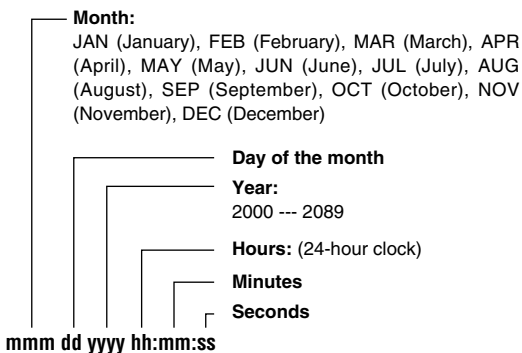 Month:
JAN (January), FEB (February), MAR (March), APR
(April), MAY (May), JUN (June), JUL (July), AUG
(August), SEP (September), OCT (October), NOV
(November), DEC (December)
Day of the month
Year:
2000 --- 2089
Hours: (24-hour clock)
Minutes
Seconds
mmm dd yyyy hh:mm:ss